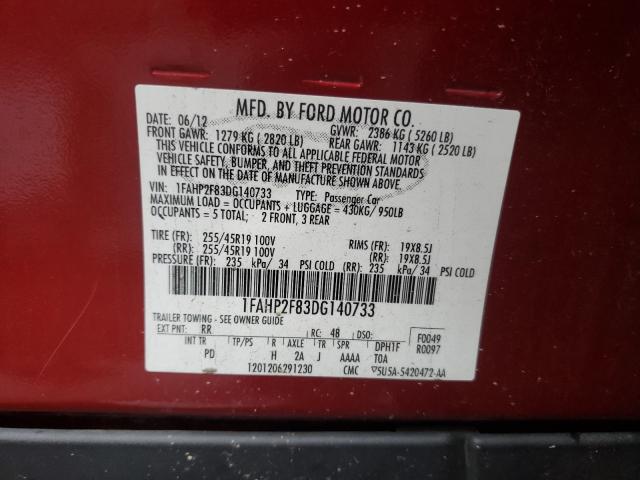 MFD. BY FORD MOTOR CO.
DATE: 06/12 GVWR: 2386 KG ( 5260 LB)
FRONT GAWR: 1279 KG ( 2820 LB) REAR GAWR: 1143 KG ( 2520 LB)
THIS VEHICLE CONFORMS TO ALL APPLICABLE FEDERAL MOTOR
VEHICLE SAFETY, BUMPER, AND THEFT PREVENTION STANDARDS
IN EFFECT ON THE DATE OF MANUFACTURE SHOWN ABOVE.
VIN: 1FAHP2F83DG140733 TYPE: Passenger Car
MAXIMUM LOAD = OCCUPANTS + LUGGAGE = 430KG/ 950LB
OCCUPANTS = 5 TOTAL; 2 FRONT, 3 REAR
TIRE (FR): 255/45R19 100V RIMS (FR): 19X8.5J
(RR): 255/45R19 100V (RR): 19X8.5J
PRESSURE (FR): 235 kPa/ 34 PSI COLD (RR): 235 kPa/ 34 PSI COLD
1FAHP2F83DG140733
TRAILER TOWING - SEE OWNER GUIDE
EXT PNT: RR RC: 48 DSO: F0049
INT TR TP/PS R AXLE TR SPR DPHTF R0097
PD H 2A J AAAA TOA
1201206291230 CMC ▽5U5A-5420472-AA